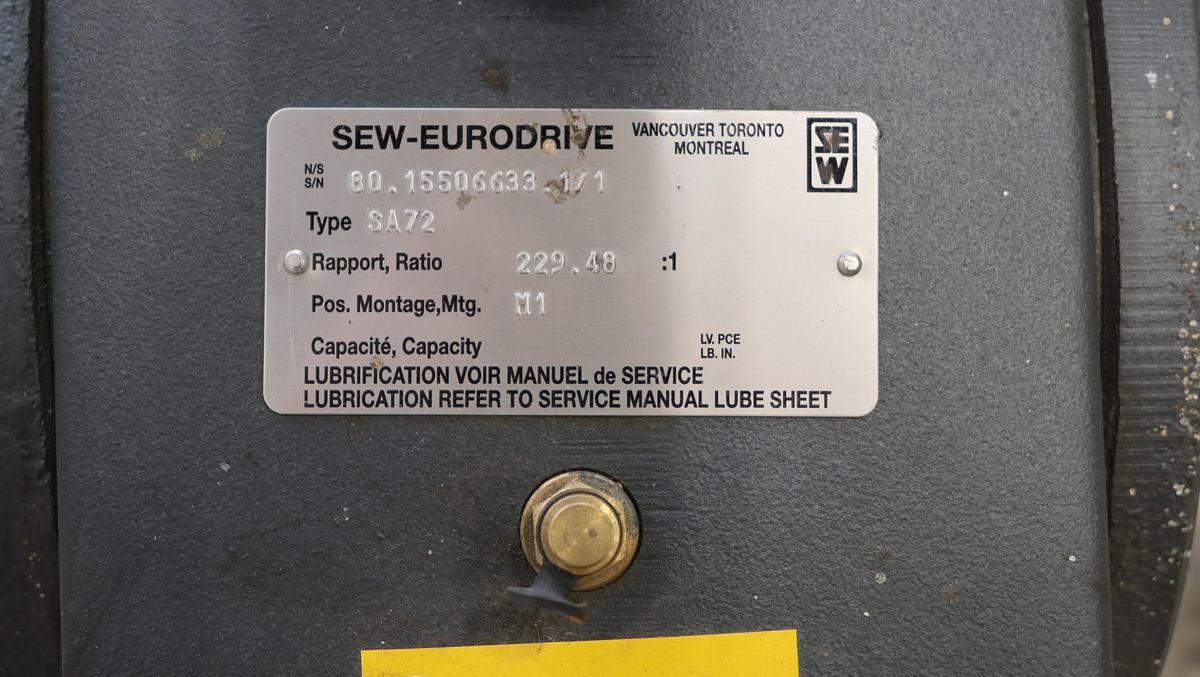 SEW-EURODRIVE VANCOUVER TORONTO MONTREAL
SEW
N/S S/N 80.15506633.1/1
Type SA72
Rapport, Ratio 229.48 :1
Pos. Montage,Mtg. M1
Capacité, Capacity LV. PCE LB. IN.
LUBRIFICATION VOIR MANUEL de SERVICE
LUBRICATION REFER TO SERVICE MANUAL LUBE SHEET